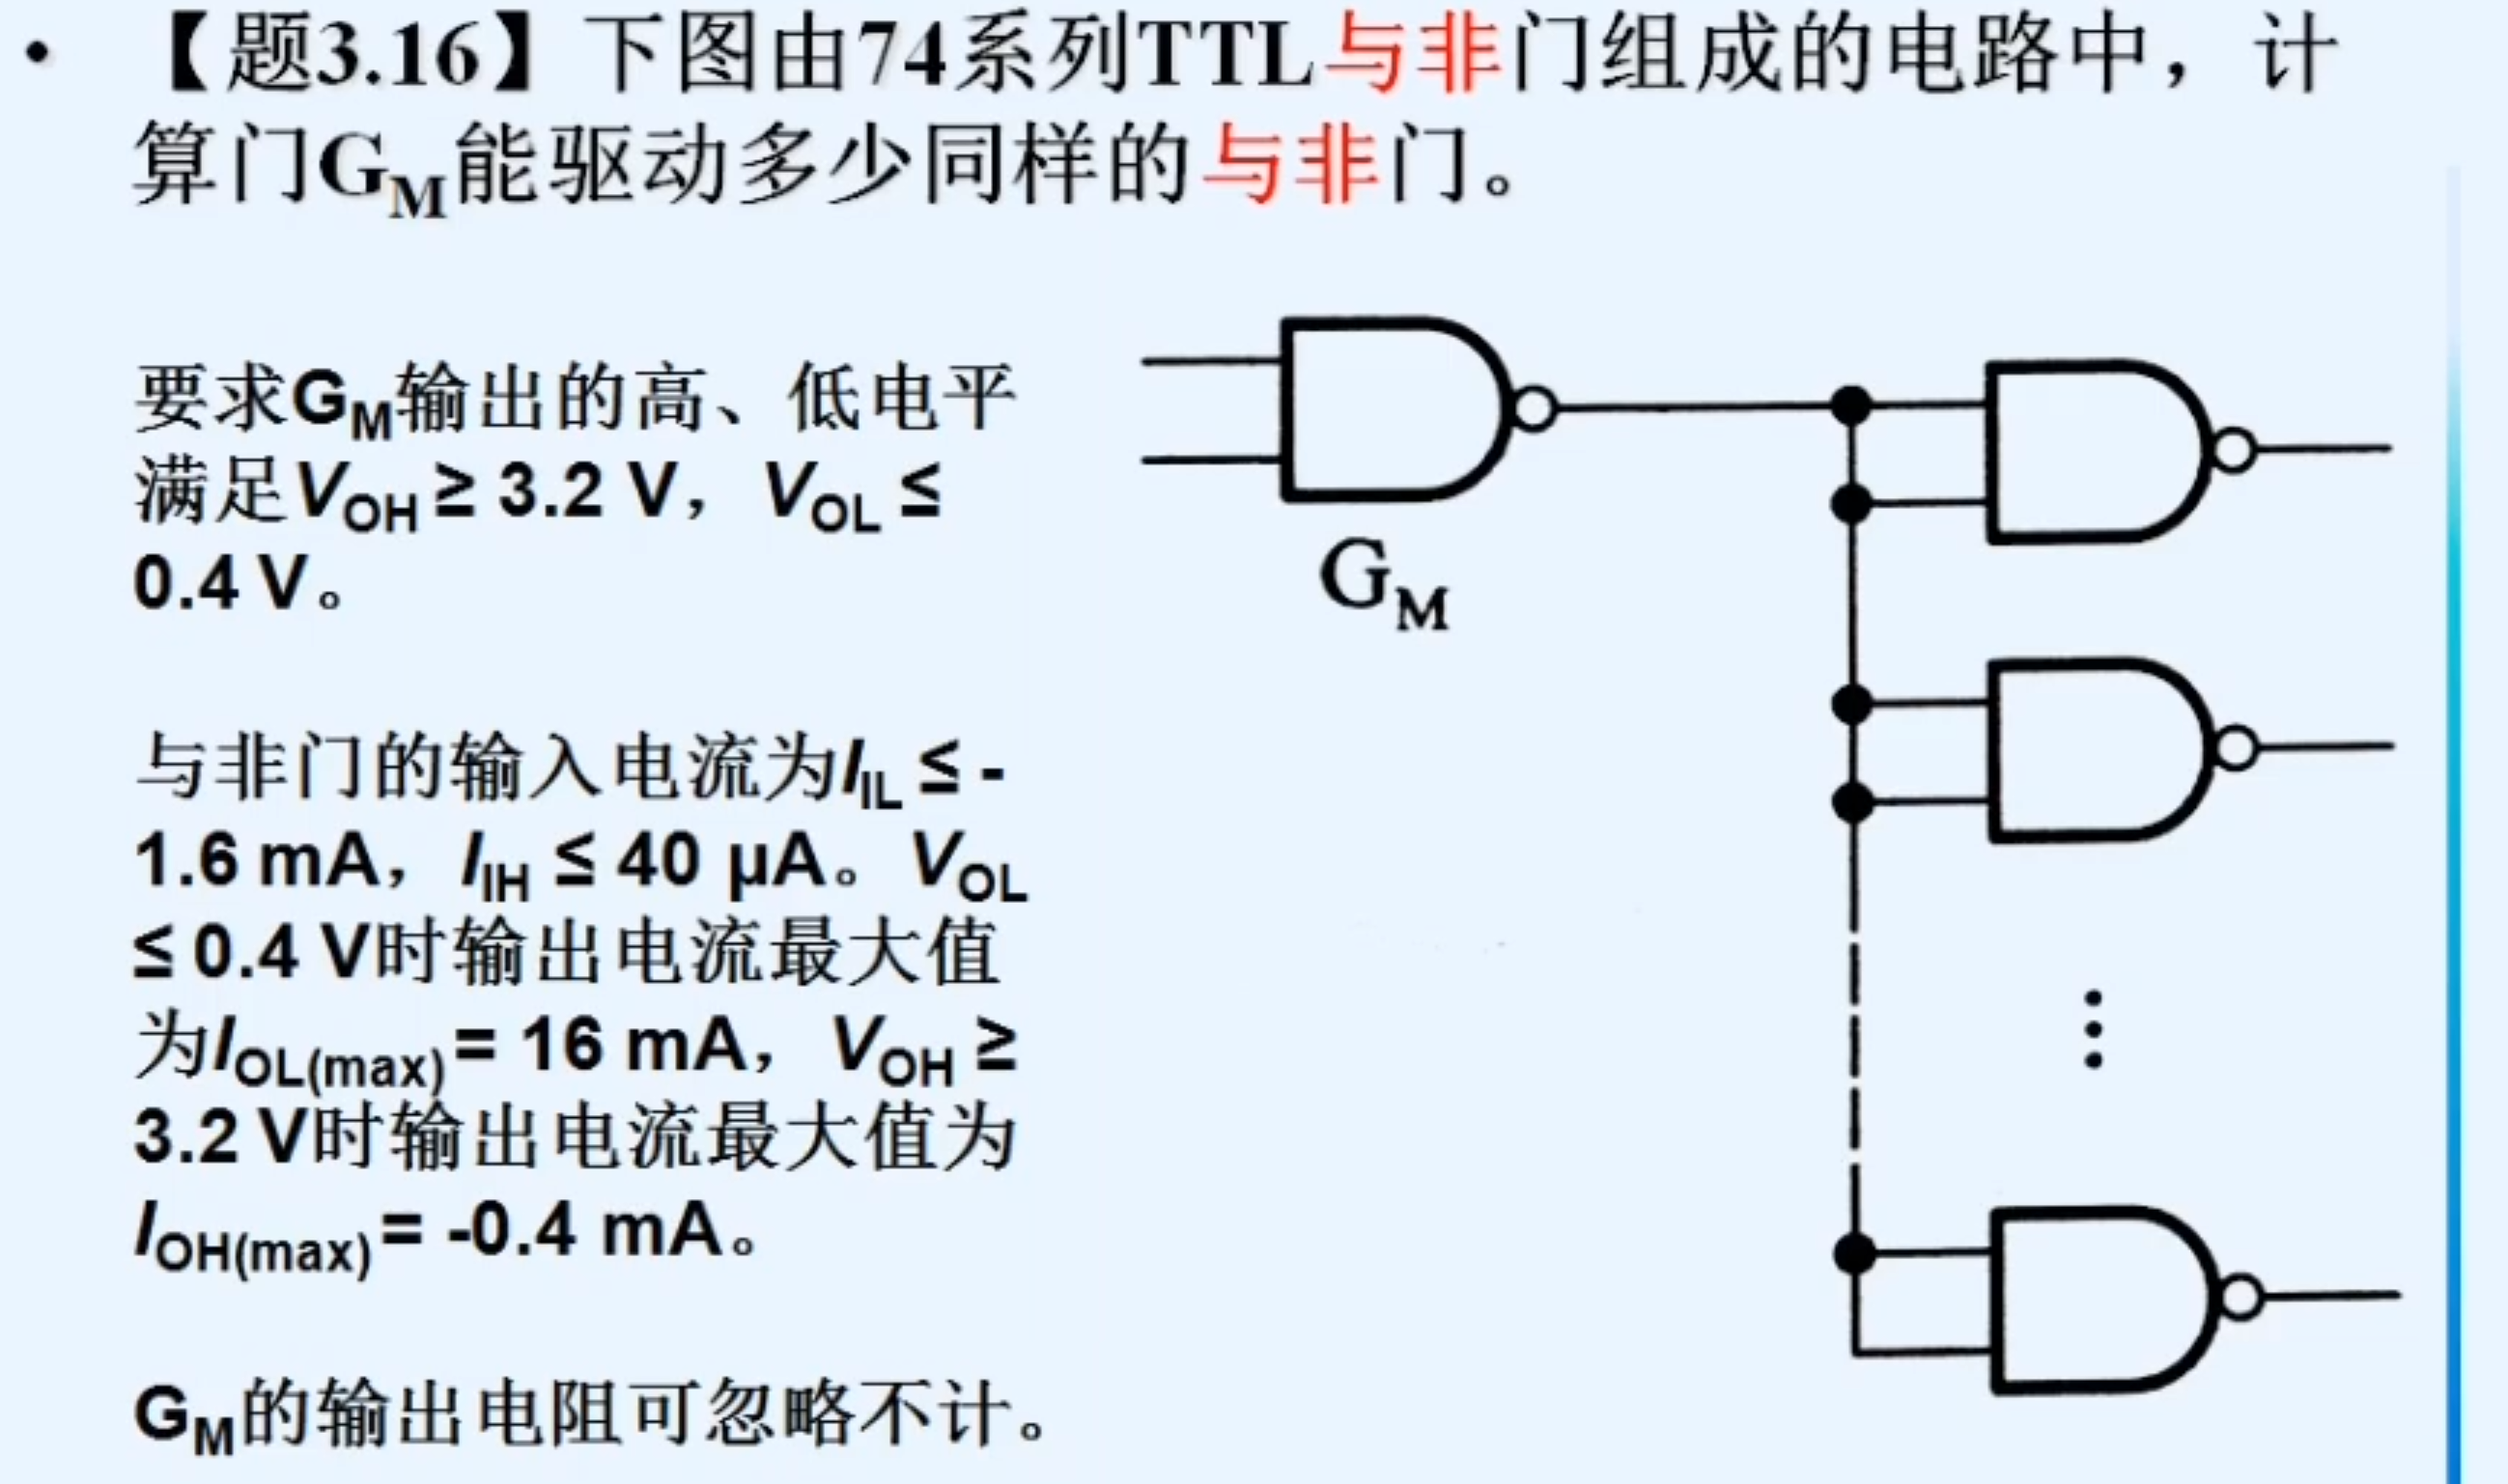 • 【题3.16】下图由74系列TTL与非门组成的电路中，计
算门GM能驱动多少同样的与非门。
要求GM输出的高、低电平
满足VOH ≥ 3.2 V，VOL ≤
0.4 V。
与非门的输入电流为IIL ≤ -
1.6 mA，IIH ≤ 40 μA。VOL
≤ 0.4 V时输出电流最大值
为IOL(max)= 16 mA，VOH ≥
3.2 V时输出电流最大值为
IOH(max)= -0.4 mA。
GM的输出电阻可忽略不计。
GM